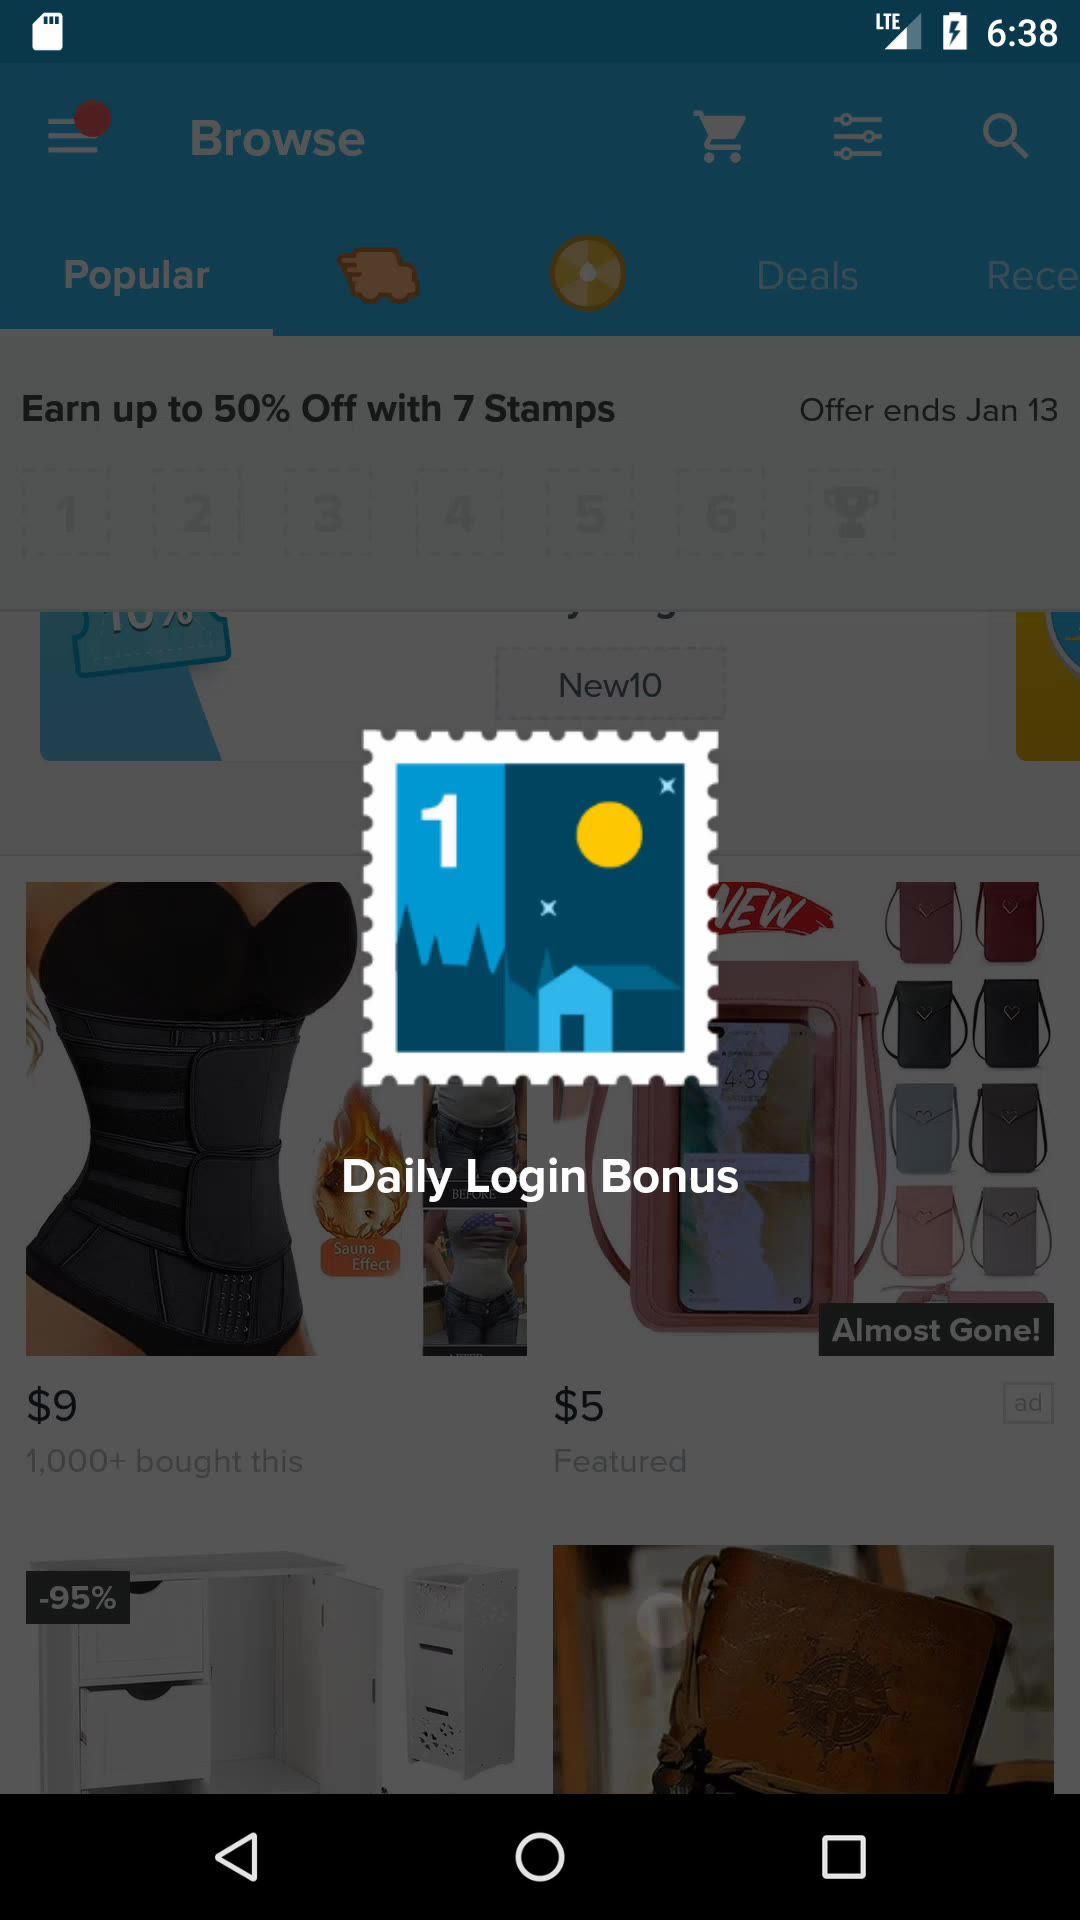 LTE 6:38
Browse
Popular Deals Rece
Earn up to 50% Off with 7 Stamps Offer ends Jan 13
1 2 3 4 5 6
10%
New10
1
NEW
4:39
Daily Login Bonus
BEFORE
Sauna
Effect
Almost Gone!
AFTER
$9 $5 ad
1,000+ bought this Featured
-95%